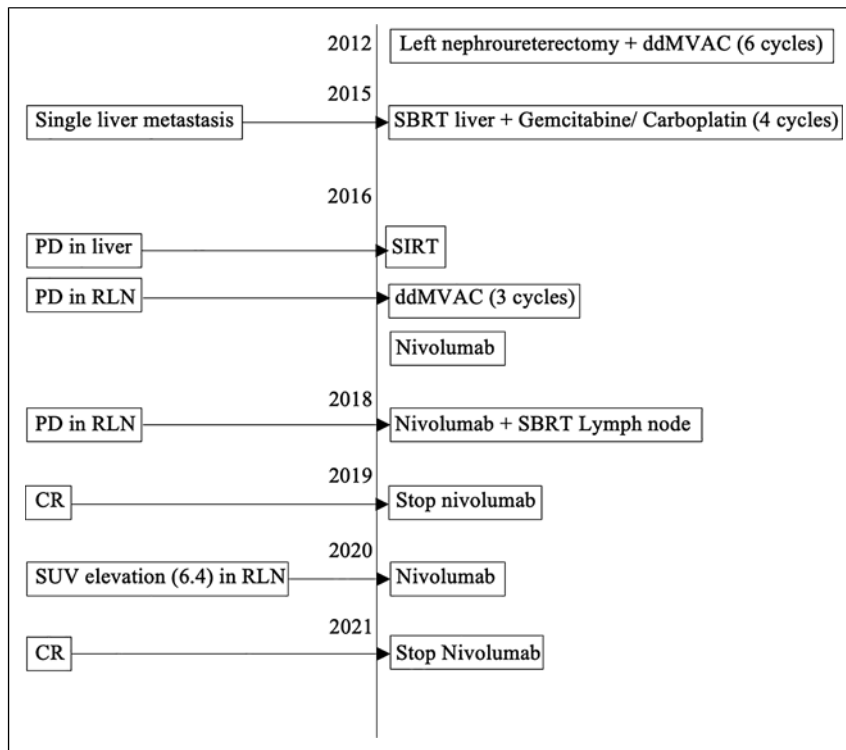 2012
Left nephroureterectomy + ddMVAC (6 cycles)
2015
Single liver metastasis
SBRT liver + Gemcitabine/ Carboplatin (4 cycles)
2016
PD in liver
SIRT
PD in RLN
ddMVAC (3 cycles)
Nivolumab
2018
PD in RLN
Nivolumab + SBRT Lymph node
2019
CR
Stop nivolumab
2020
SUV elevation (6.4) in RLN
Nivolumab
2021
CR
Stop Nivolumab